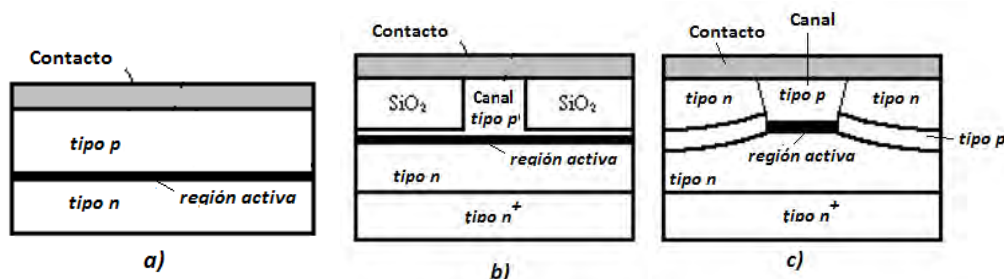 Contacto
tipo p
región activa
tipo n
a)
Contacto
SiO₂
Canal
tipo p
SiO₂
región activa
tipo n
tipo n⁺
b)
Contacto
Canal
tipo n
tipo p
tipo n
tipo p
región activa
tipo n
tipo n⁺
c)